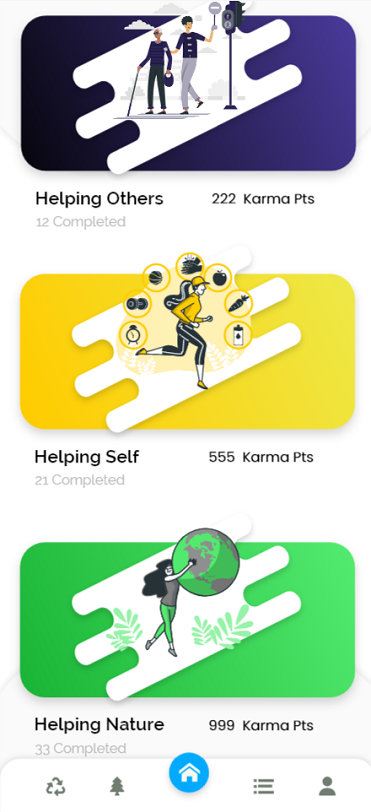 Helping Others 222 Karma Pts
12 Completed
Helping Self 555 Karma Pts
21 Completed
Helping Nature 999 Karma Pts
33 Completed